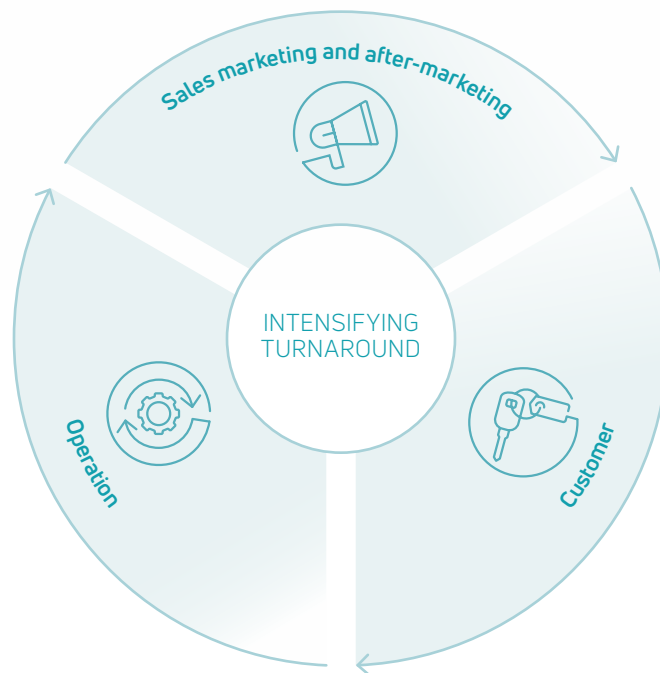 Sales marketing and after-marketing
INTENSIFYING
TURNAROUND
Operation
Customer